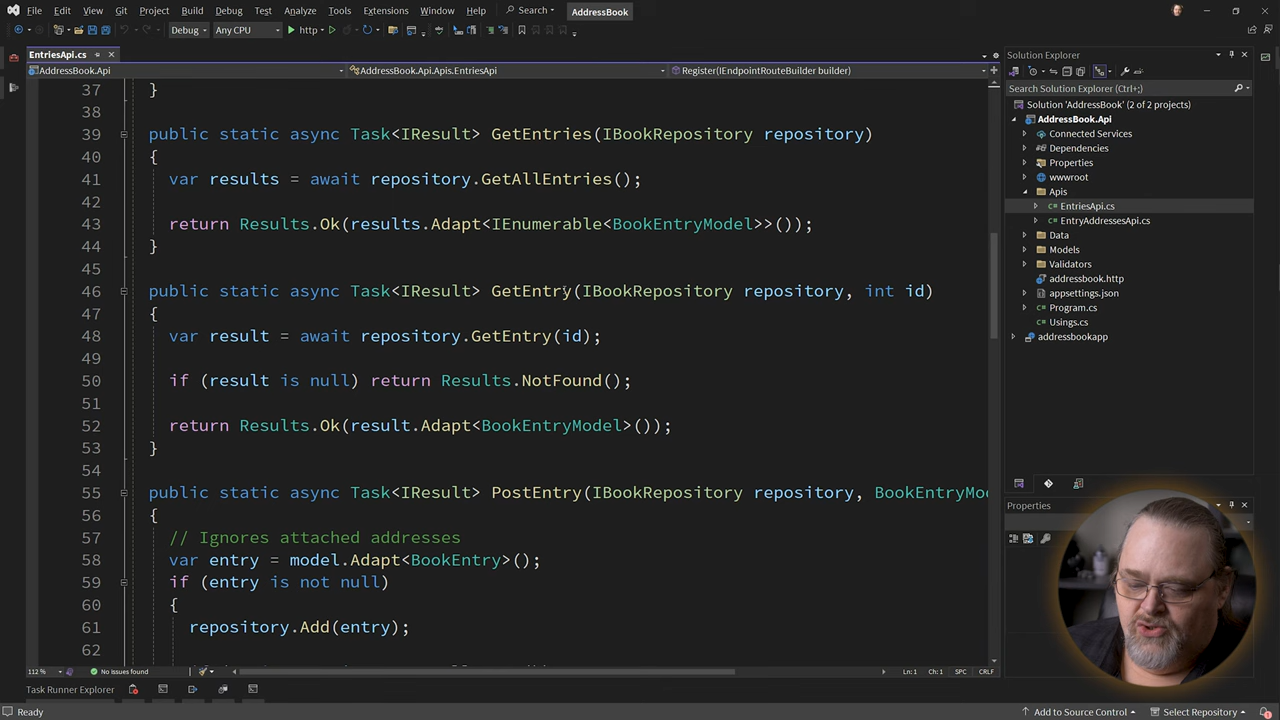 File Edit View Git Project Build Debug Test Analyze Tools Extensions Window Help Search AddressBook
Debug Any CPU http
EntriesApi.cs
AddressBook.Api AddressBook.Api.Apis.EntriesApi Register(IEndpointRouteBuilder builder)
37 }
38
39 public static async Task<IResult> GetEntries(IBookRepository repository)
40 {
41 var results = await repository.GetAllEntries();
42
43 return Results.Ok(results.Adapt<IEnumerable<BookEntryModel>>());
44 }
45
46 public static async Task<IResult> GetEntry(IBookRepository repository, int id)
47 {
48 var result = await repository.GetEntry(id);
49
50 if (result is null) return Results.NotFound();
51
52 return Results.Ok(result.Adapt<BookEntryModel>());
53 }
54
55 public static async Task<IResult> PostEntry(IBookRepository repository, BookEntryMo
56 {
57 // Ignores attached addresses
58 var entry = model.Adapt<BookEntry>();
59 if (entry is not null)
60 {
61 repository.Add(entry);
62
112 % No issues found Ln: 1 Ch: 1 SPC CRLF
Task Runner Explorer
Solution Explorer
Search Solution Explorer (Ctrl+;)
Solution 'AddressBook' (2 of 2 projects)
AddressBook.Api
Connected Services
Dependencies
Properties
wwwroot
Apis
C# EntriesApi.cs
C# EntryAddressesApi.cs
Data
Models
Validators
addressbook.http
appsettings.json
C# Program.cs
C# Usings.cs
addressbookapp
Properties
Ready Add to Source Control Select Repository